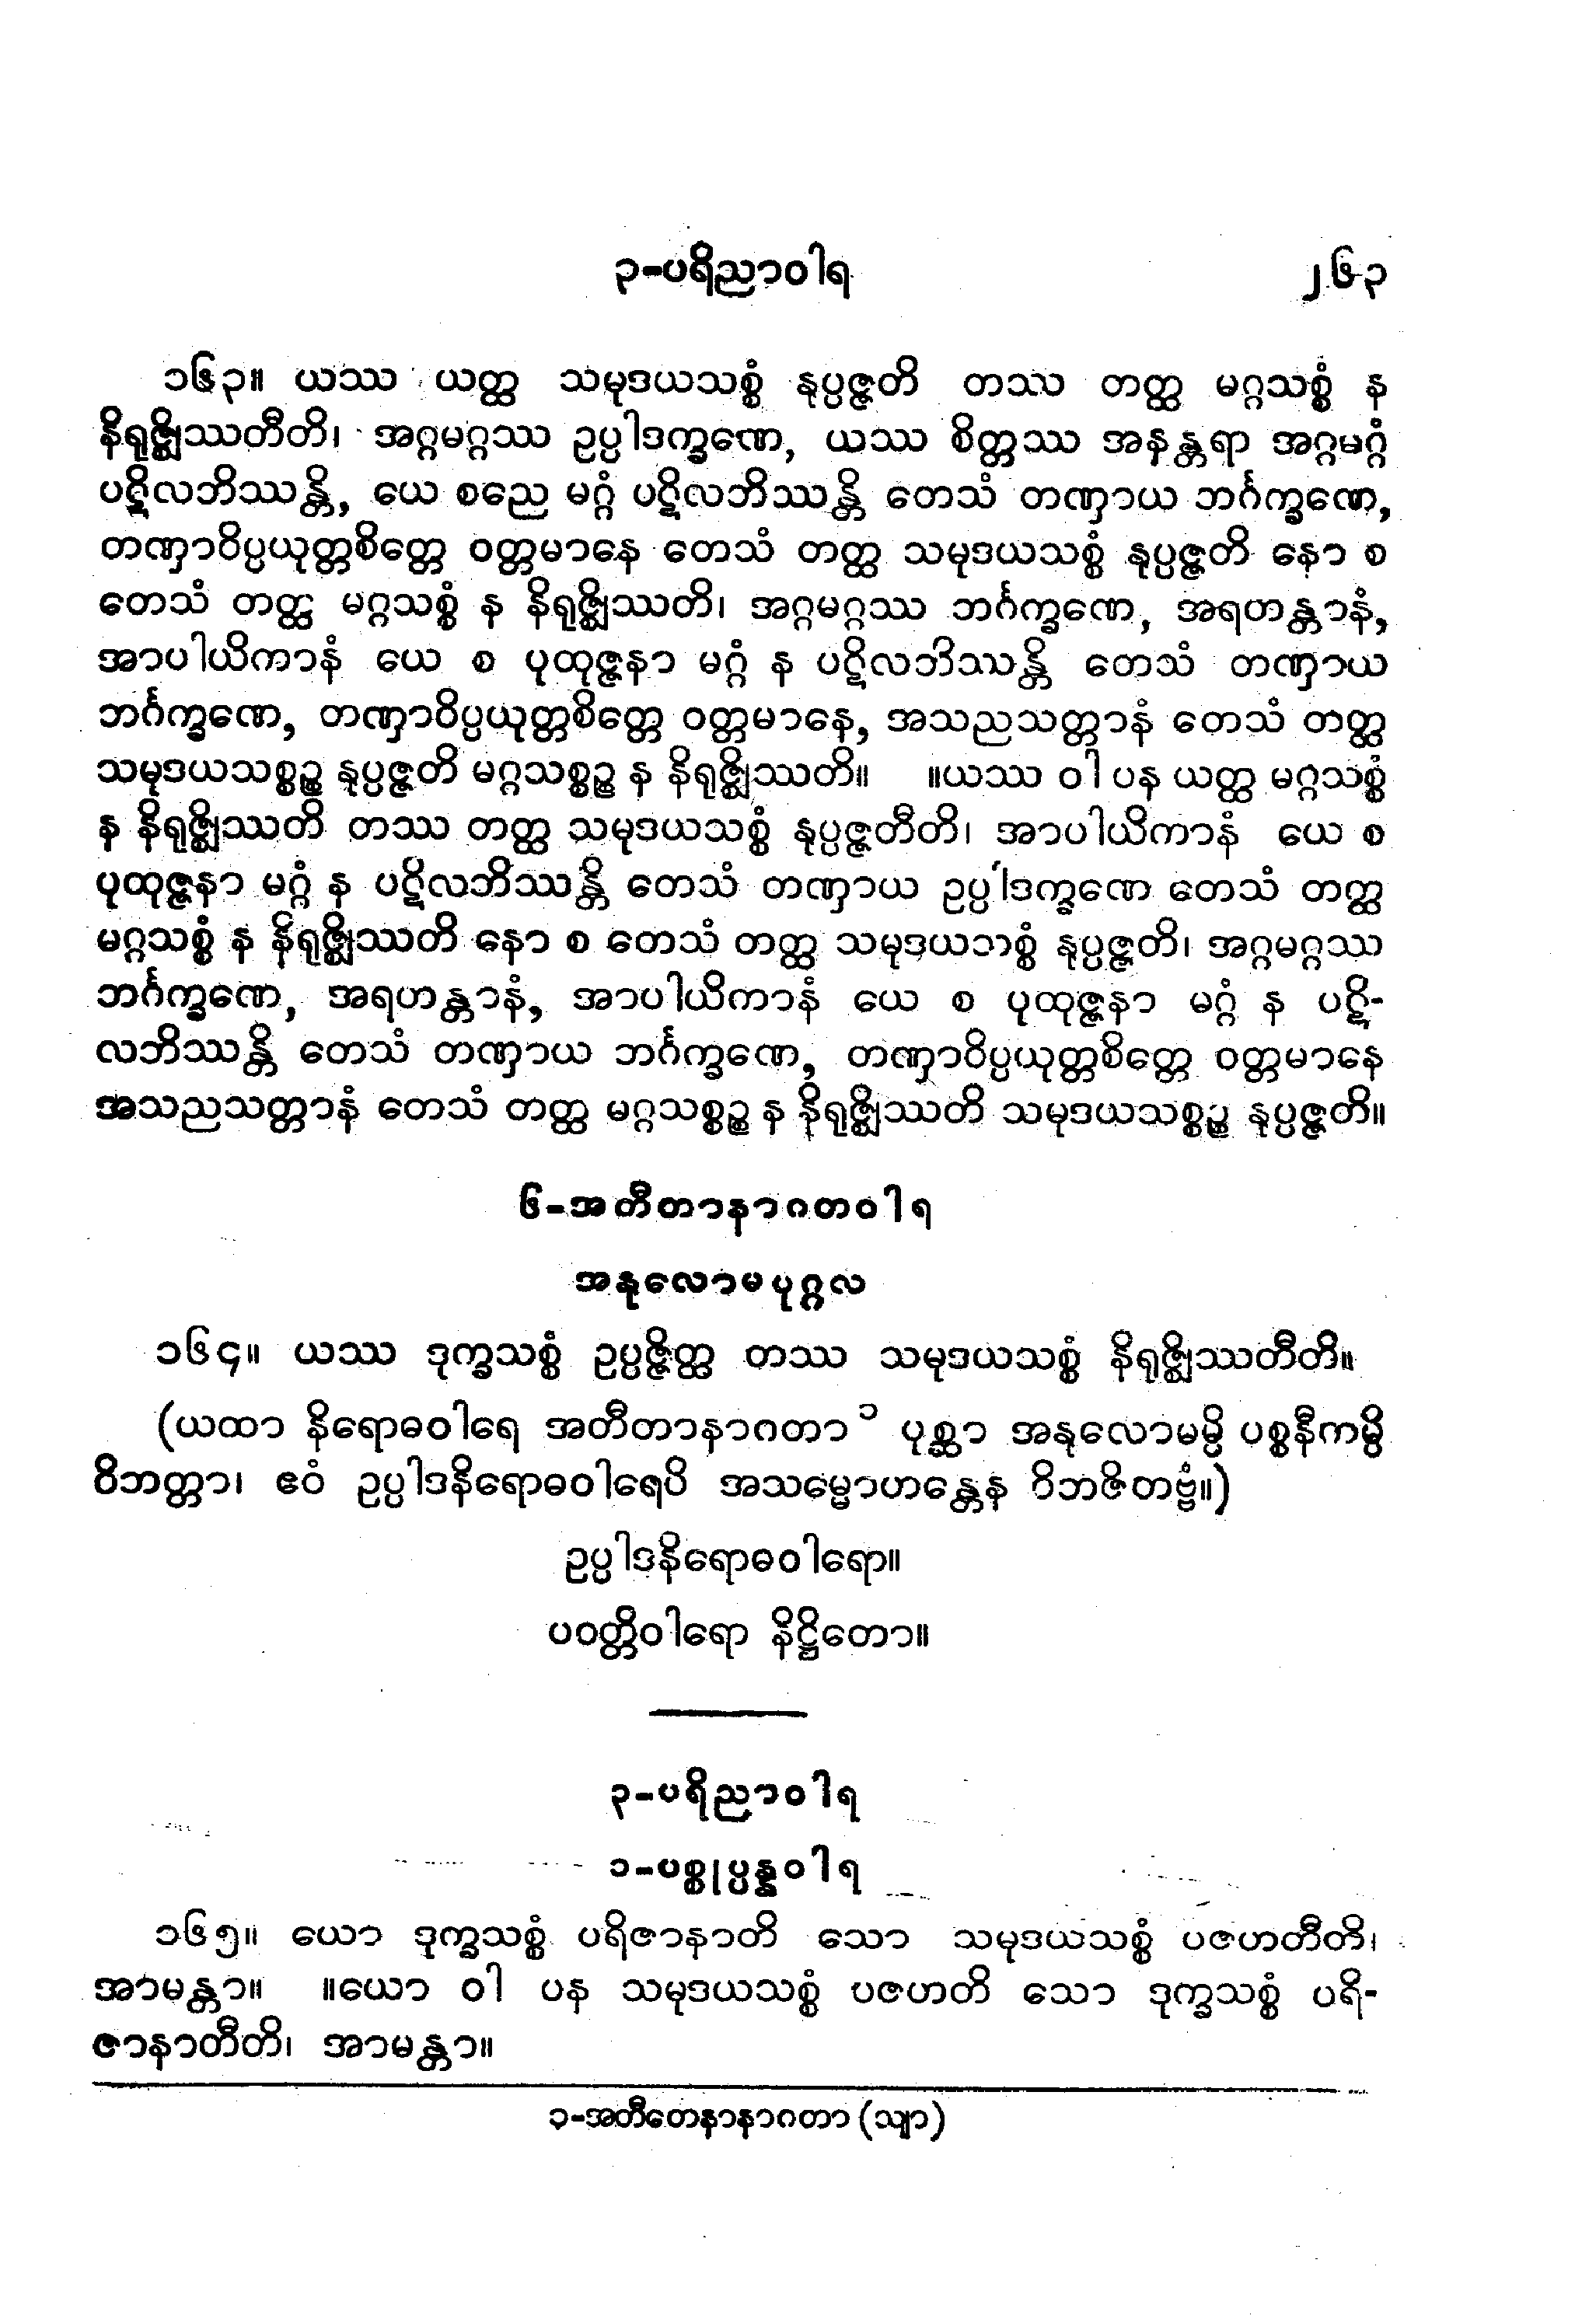 ၃-ပရိညာဝါရ ၂၆၃
၁၆၃။ ယဿ ယတ္ထ သမုဒယသစ္စံ နုပ္ပဇ္ဇတိ တဿ တတ္ထ မဂ္ဂသစ္စံ န
နိရုဇ္ဈိဿတီတိ၊ အဂ္ဂမဂ္ဂဿ ဥပ္ပါဒက္ခဏေ, ယဿ စိတ္တဿ အနန္တရာ အဂ္ဂမဂ္ဂံ
ပဋိလဘိဿန္တိ, ယေ စညေ မဂ္ဂံ ပဋိလဘိဿန္တိ တေသံ တဏှာယ ဘင်္ဂက္ခဏေ,
တဏှာဝိပ္ပယုတ္တစိတ္တေ ဝတ္တမာနေ တေသံ တတ္ထ သမုဒယသစ္စံ နုပ္ပဇ္ဇတိ နော စ
တေသံ တတ္ထ မဂ္ဂသစ္စံ န နိရုဇ္ဈိဿတိ၊ အဂ္ဂမဂ္ဂဿ ဘင်္ဂက္ခဏေ, အရဟန္တာနံ,
အာပါယိကာနံ ယေ စ ပုထုဇ္ဇနာ မဂ္ဂံ န ပဋိလဘိဿန္တိ တေသံ တဏှာယ
ဘင်္ဂက္ခဏေ, တဏှာဝိပ္ပယုတ္တစိတ္တေ ဝတ္တမာနေ, အသညသတ္တာနံ တေသံ တတ္ထ
သမုဒယသစ္စဉ္စ နုပ္ပဇ္ဇတိ မဂ္ဂသစ္စဉ္စ န နိရုဇ္ဈိဿတိ။ ။ယဿ ဝါ ပန ယတ္ထ မဂ္ဂသစ္စံ
န နိရုဇ္ဈိဿတိ တဿ တတ္ထ သမုဒယသစ္စံ နုပ္ပဇ္ဇတီတိ၊ အာပါယိကာနံ ယေ စ
ပုထုဇ္ဇနာ မဂ္ဂံ န ပဋိလဘိဿန္တိ တေသံ တဏှာယ ဥပ္ပါဒက္ခဏေ တေသံ တတ္ထ
မဂ္ဂသစ္စံ န နိရုဇ္ဈိဿတိ နော စ တေသံ တတ္ထ သမုဒယသစ္စံ နုပ္ပဇ္ဇတိ၊ အဂ္ဂမဂ္ဂဿ
ဘင်္ဂက္ခဏေ, အရဟန္တာနံ, အာပါယိကာနံ ယေ စ ပုထုဇ္ဇနာ မဂ္ဂံ န ပဋိ-
လဘိဿန္တိ တေသံ တဏှာယ ဘင်္ဂက္ခဏေ, တဏှာဝိပ္ပယုတ္တစိတ္တေ ဝတ္တမာနေ
အသညသတ္တာနံ တေသံ တတ္ထ မဂ္ဂသစ္စဉ္စ န နိရုဇ္ဈိဿတိ သမုဒယသစ္စဉ္စ နုပ္ပဇ္ဇတိ။
၆-အတီတာနာဂတဝါရ
အနုလောမပုဂ္ဂလ
၁၆၄။ ယဿ ဒုက္ခသစ္စံ ဥပ္ပဇ္ဇိတ္ထ တဿ သမုဒယသစ္စံ နိရုဇ္ဈိဿတီတိ။
(ယထာ နိရောဓဝါရေ အတီတာနာဂတာ ၁ ပုစ္ဆာ အနုလောမမ္ပိ ပစ္စနီကမ္ပိ
ဝိဘတ္တာ၊ ဧဝံ ဥပ္ပါဒနိရောဓဝါရေပိ အသမ္မောဟန္တေန ဝိဘဇိတဗ္ဗံ။)
ဥပ္ပါဒနိရောဓဝါရော။
ပဝတ္တိဝါရော နိဋ္ဌိတော။
၃-ပရိညာဝါရ
၁-ပစ္စုပ္ပန္နဝါရ
၁၆၅။ ယော ဒုက္ခသစ္စံ ပရိဇာနာတိ သော သမုဒယသစ္စံ ပဇဟတီတိ၊
အာမန္တာ။ ။ယော ဝါ ပန သမုဒယသစ္စံ ပဇဟတိ သော ဒုက္ခသစ္စံ ပရိ-
ဇာနာတီတိ၊ အာမန္တာ။
၁-အတီတေနာနာဂတာ (သျာ)